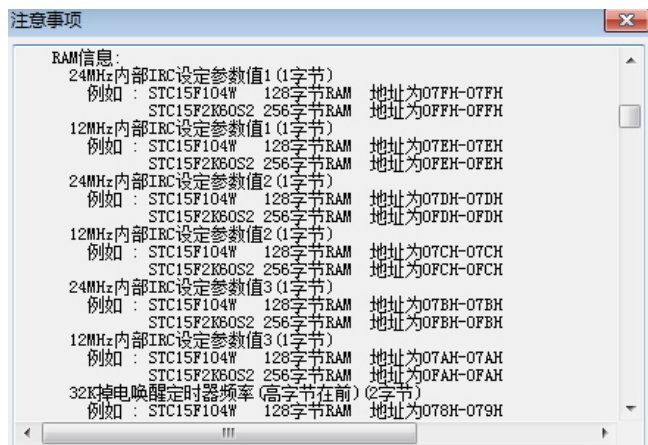 注意事项
RAM信息:
24MHz内部IRC设定参数值1(1字节)
例如 : STC15F104W 128字节RAM 地址为07FH-07FH
STC15F2K60S2 256字节RAM 地址为0FFH-0FFH
12MHz内部IRC设定参数值1(1字节)
例如 : STC15F104W 128字节RAM 地址为07EH-07EH
STC15F2K60S2 256字节RAM 地址为0FEH-0FEH
24MHz内部IRC设定参数值2(1字节)
例如 : STC15F104W 128字节RAM 地址为07DH-07DH
STC15F2K60S2 256字节RAM 地址为0FDH-0FDH
12MHz内部IRC设定参数值2(1字节)
例如 : STC15F104W 128字节RAM 地址为07CH-07CH
STC15F2K60S2 256字节RAM 地址为0FCH-0FCH
24MHz内部IRC设定参数值3(1字节)
例如 : STC15F104W 128字节RAM 地址为07BH-07BH
STC15F2K60S2 256字节RAM 地址为0FBH-0FBH
12MHz内部IRC设定参数值3(1字节)
例如 : STC15F104W 128字节RAM 地址为07AH-07AH
STC15F2K60S2 256字节RAM 地址为0FAH-0FAH
32K掉电唤醒定时器频率(高字节在前)(2字节)
例如 : STC15F104W 128字节RAM 地址为078H-079H